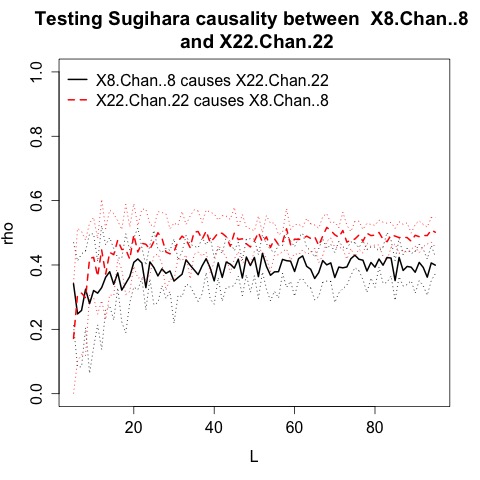 Testing Sugihara causality between  X8.Chan..8
and X22.Chan.22
X8.Chan..8 causes X22.Chan.22
X22.Chan.22 causes X8.Chan..8
rho
1.0
0.8
0.6
0.4
0.2
0.0
20 40 60 80
L